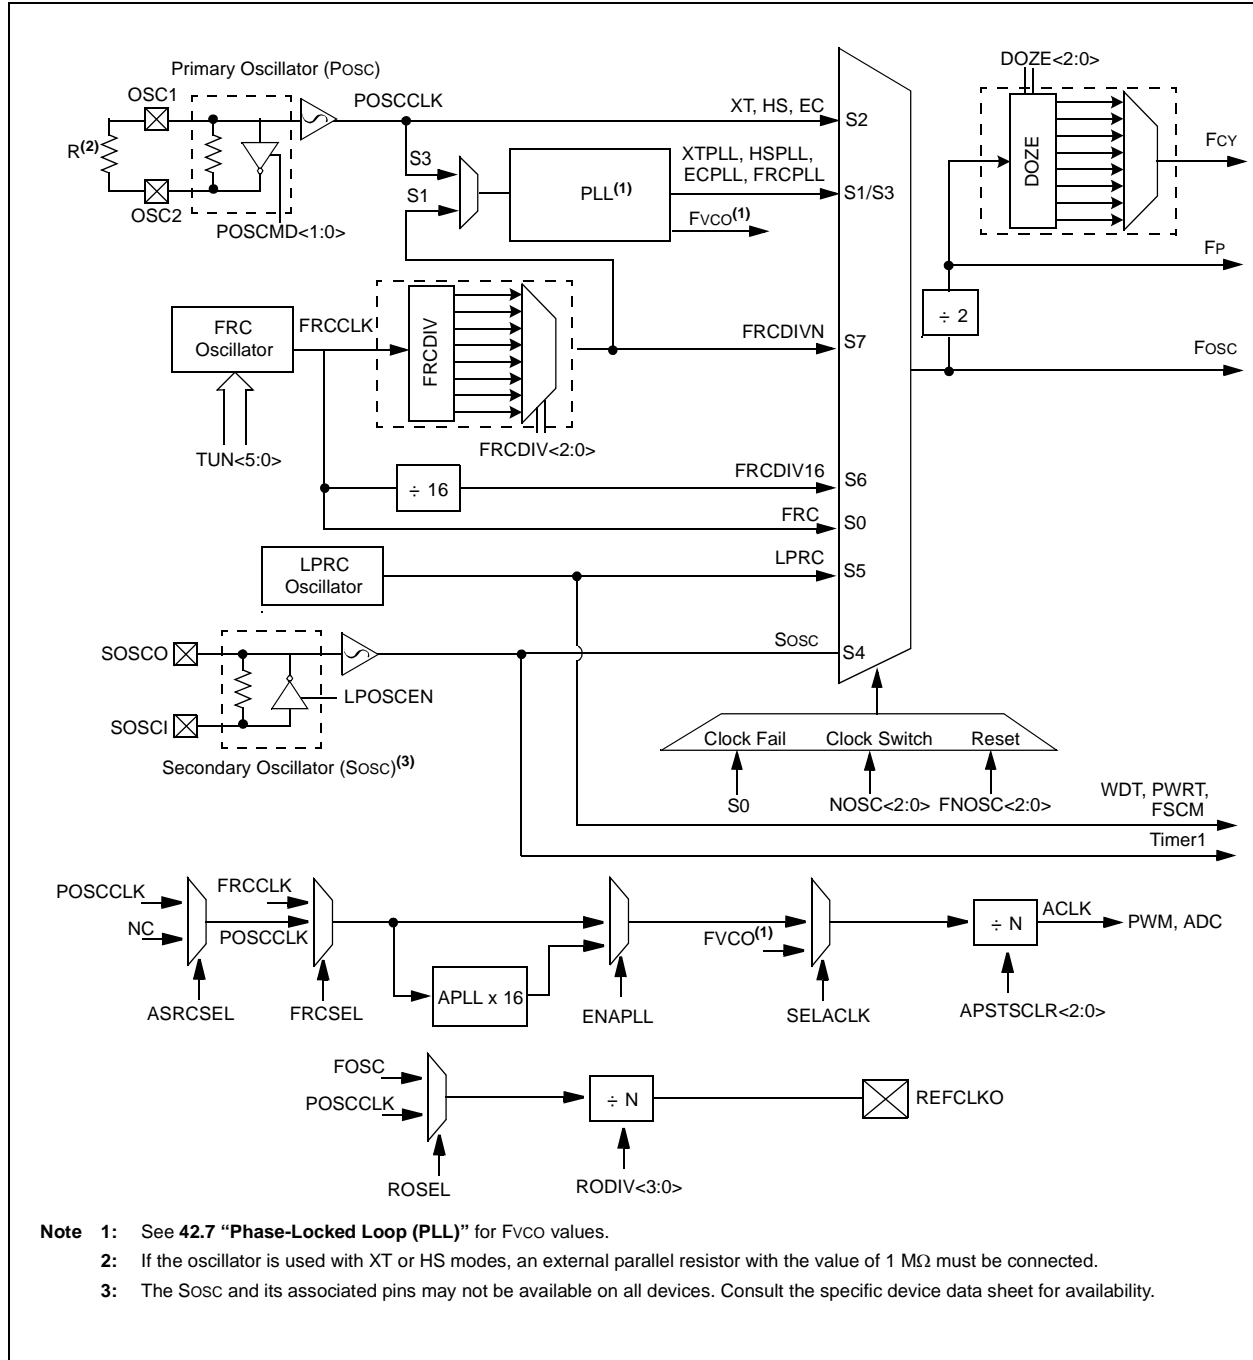 Primary Oscillator (POSC)
DOZE<2:0>
OSC1
POSCCLK
XT, HS, EC
S2
R(2)
S3
XTPLL, HSPLL,
ECPLL, FRCPLL
PLL(1)
S1/S3
DOZE
FCY
OSC2
S1
POSCMD<1:0>
FVCO(1)
FP
÷ 2
FRC
Oscillator
FRCCLK
FRCDIV
FRCDIVN
S7
FOSC
TUN<5:0>
FRCDIV<2:0>
÷ 16
FRCDIV16
S6
FRC
S0
LPRC
Oscillator
LPRC
S5
SOSCO
SOSC
S4
LPOSCEN
SOSCI
Secondary Oscillator (SOSC)(3)
Clock Fail
Clock Switch
Reset
S0
NOSC<2:0>
FNOSC<2:0>
WDT, PWRT,
FSCM
Timer1
POSCCLK
FRCCLK
NC
POSCCLK
FVCO(1)
÷ N
ACLK
PWM, ADC
APLL x 16
ASRCSEL
FRCSEL
ENAPLL
SELACLK
APSTSCLR<2:0>
FOSC
POSCCLK
÷ N
REFCLKO
ROSEL
RODIV<3:0>
Note 1: See 42.7 “Phase-Locked Loop (PLL)” for FVCO values.
2: If the oscillator is used with XT or HS modes, an external parallel resistor with the value of 1 MΩ must be connected.
3: The SOSC and its associated pins may not be available on all devices. Consult the specific device data sheet for availability.